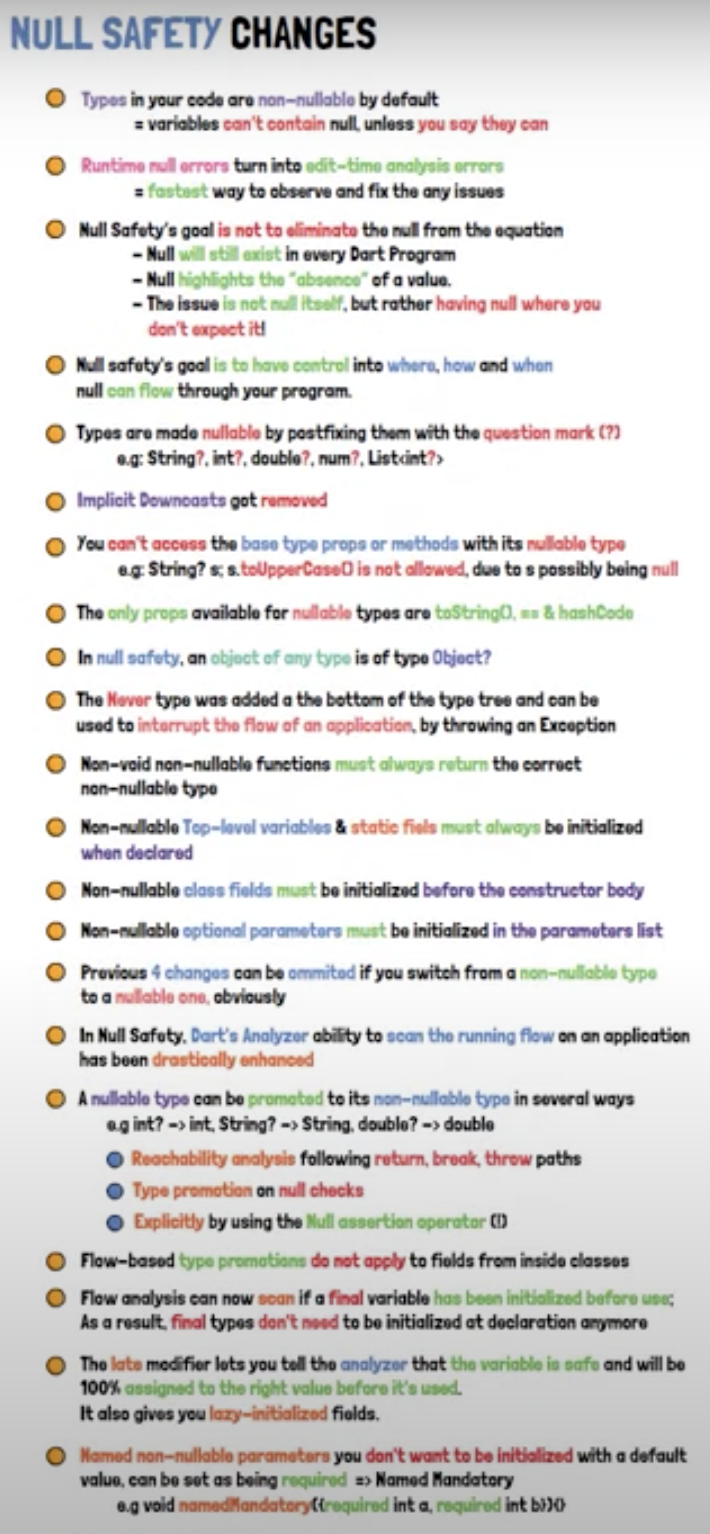 NULL SAFETY CHANGES
Types in your code are non-nullable by default
= variables can't contain null, unless you say they can
Runtime null errors turn into edit-time analysis errors
= fastest way to observe and fix the any issues
Null Safety's goal is not to eliminate the null from the equation
- Null will still exist in every Dart Program
- Null highlights the "absence" of a value.
- The issue is not null itself, but rather having null where you
don't expect it!
Null safety's goal is to have control into where, how and when
null can flow through your program.
Types are made nullable by postfixing them with the question mark (?)
e.g: String?, int?, double?, num?, List<int?>
Implicit Downcasts got removed
You can't access the base type props or methods with its nullable type
e.g: String? s; s.toUpperCase() is not allowed, due to s possibly being null
The only props available for nullable types are toString(), == & hashCode
In null safety, an object of any type is of type Object?
The Never type was added a the bottom of the type tree and can be
used to interrupt the flow of an application, by throwing an Exception
Non-void non-nullable functions must always return the correct
non-nullable type
Non-nullable Top-level variables & static fiels must always be initialized
when declared
Non-nullable class fields must be initialized before the constructor body
Non-nullable optional parameters must be initialized in the parameters list
Previous 4 changes can be ommited if you switch from a non-nullable type
to a nullable one, obviously
In Null Safety, Dart's Analyzer ability to scan the running flow on an application
has been drastically enhanced
A nullable type can be promoted to its non-nullable type in several ways
e.g int? -> int, String? -> String, double? -> double
Reachability analysis following return, break, throw paths
Type promotion on null checks
Explicitly by using the Null assertion operator (!)
Flow-based type promotions do not apply to fields from inside classes
Flow analysis can now scan if a final variable has been initialized before use;
As a result, final types don't need to be initialized at declaration anymore
The late modifier lets you tell the analyzer that the variable is safe and will be
100% assigned to the right value before it's used.
It also gives you lazy-initialized fields.
Named non-nullable parameters you don't want to be initialized with a default
value, can be set as being required => Named Mandatory
e.g void namedMandatory({required int a, required int b}){}